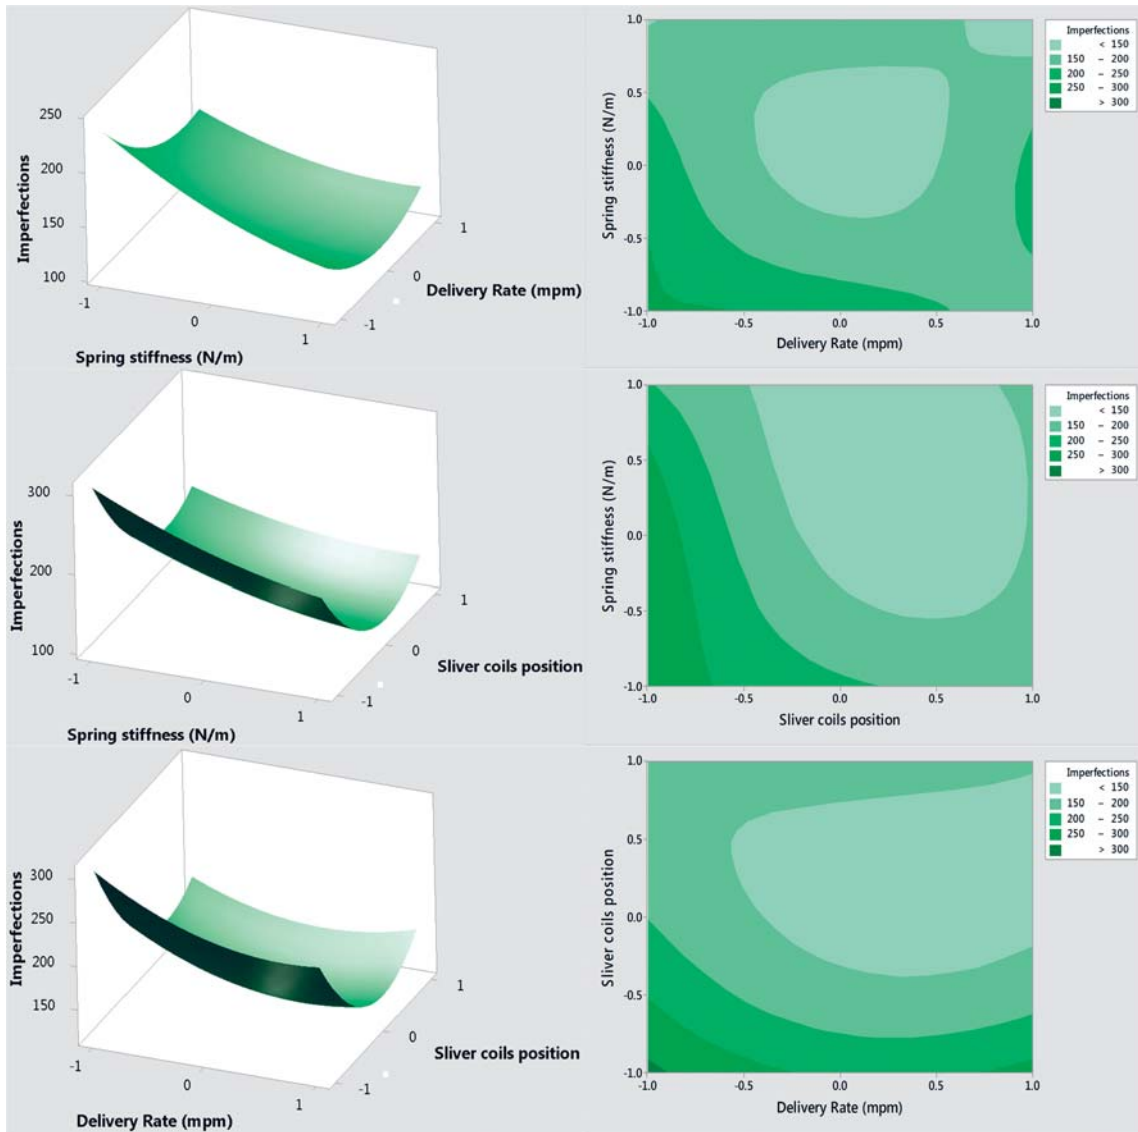 250
200
150
100
Imperfections
-1
0
1
Spring stiffness (N/m)
-1
0
1
Delivery Rate (mpm)
1.0
0.5
0.0
-0.5
-1.0
Spring stiffness (N/m)
-1.0 -0.5 0.0 0.5 1.0
Delivery Rate (mpm)
Imperfections
< 150
150 – 200
200 – 250
250 – 300
> 300
300
200
100
Imperfections
-1
0
1
Spring stiffness (N/m)
-1
0
1
Sliver coils position
1.0
0.5
0.0
-0.5
-1.0
Spring stiffness (N/m)
-1.0 -0.5 0.0 0.5 1.0
Sliver coils position
Imperfections
< 150
150 – 200
200 – 250
250 – 300
> 300
300
250
200
150
Imperfections
-1
0
1
Delivery Rate (mpm)
-1
0
1
Sliver coils position
1.0
0.5
0.0
-0.5
-1.0
Sliver coils position
-1.0 -0.5 0.0 0.5 1.0
Delivery Rate (mpm)
Imperfections
< 150
150 – 200
200 – 250
250 – 300
> 300